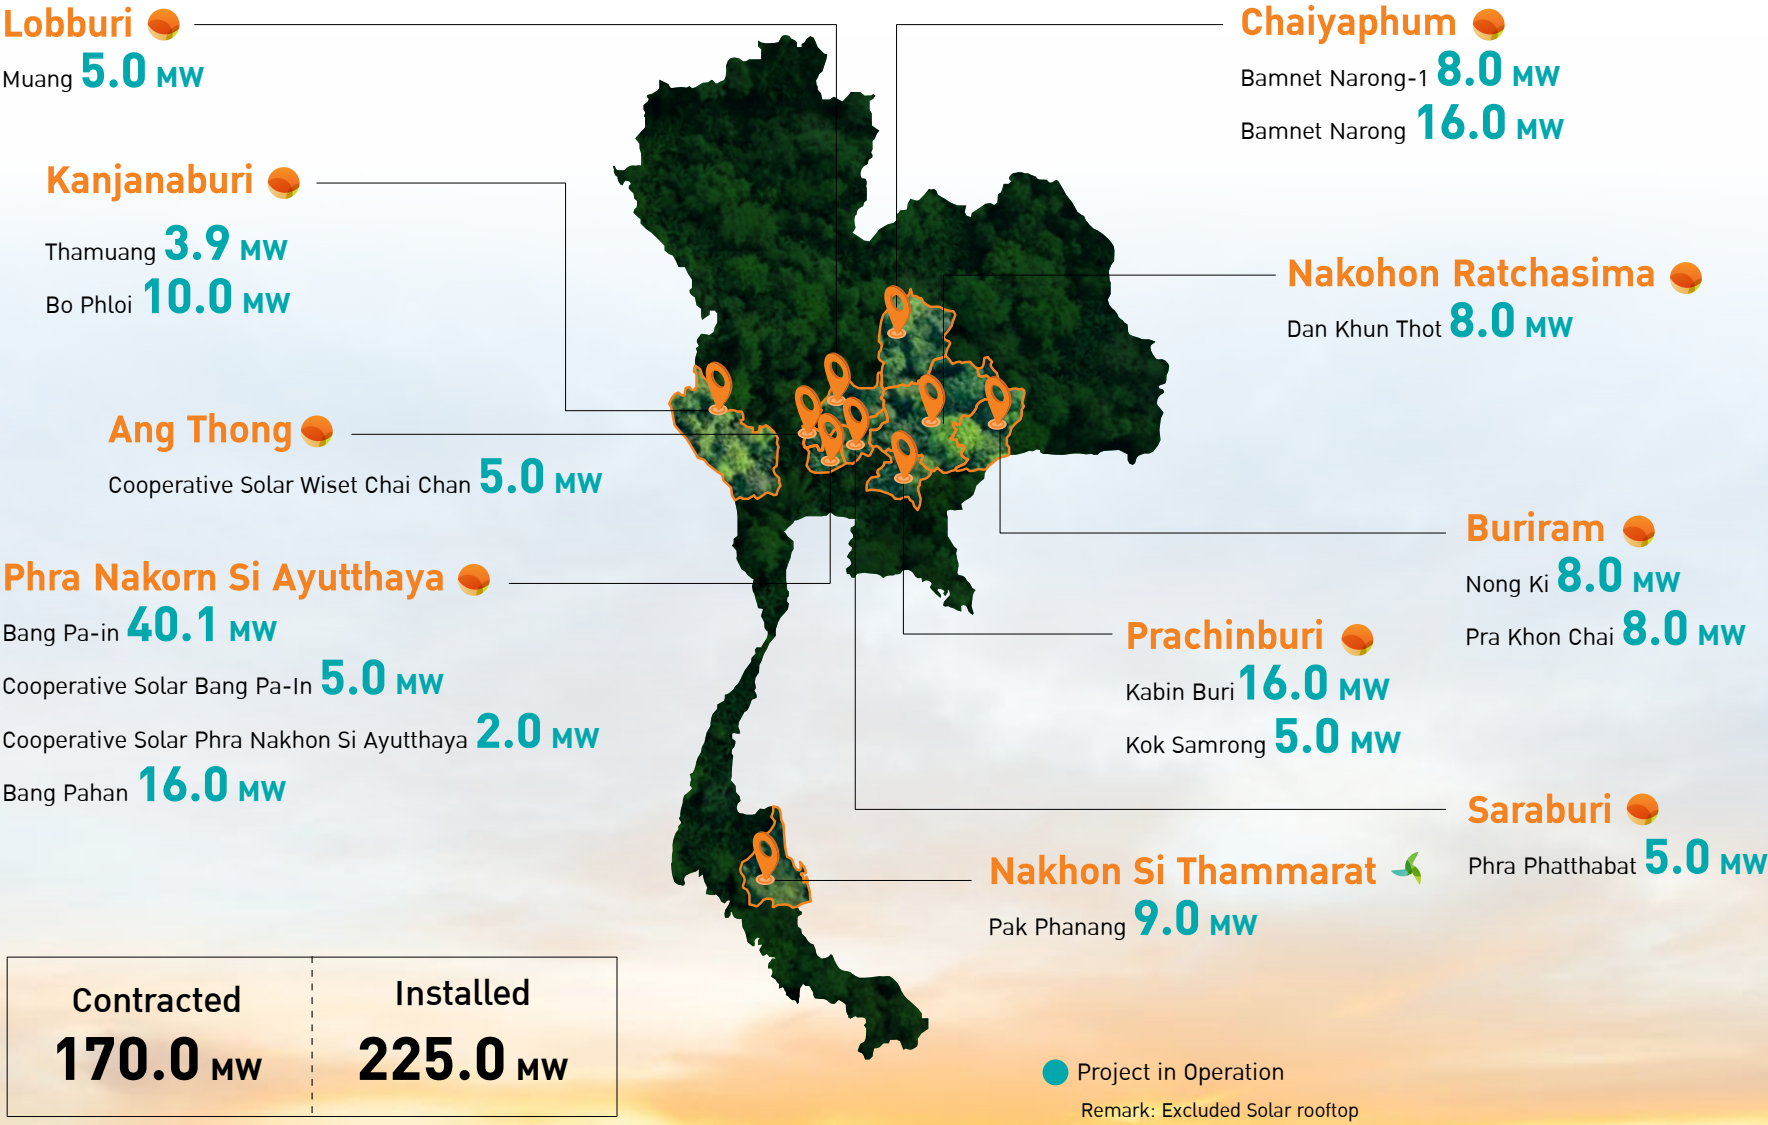 Lobburi
Muang 5.0 MW
Kanjanaburi
Thamuang 3.9 MW
Bo Phloi 10.0 MW
Ang Thong
Cooperative Solar Wiset Chai Chan 5.0 MW
Phra Nakorn Si Ayutthaya
Bang Pa-in 40.1 MW
Cooperative Solar Bang Pa-In 5.0 MW
Cooperative Solar Phra Nakhon Si Ayutthaya 2.0 MW
Bang Pahan 16.0 MW
Chaiyaphum
Bamnet Narong-1 8.0 MW
Bamnet Narong 16.0 MW
Nakohon Ratchasima
Dan Khun Thot 8.0 MW
Buriram
Nong Ki 8.0 MW
Pra Khon Chai 8.0 MW
Prachinburi
Kabin Buri 16.0 MW
Kok Samrong 5.0 MW
Saraburi
Phra Phatthabat 5.0 MW
Nakhon Si Thammarat
Pak Phanang 9.0 MW
Contracted
170.0 MW
Installed
225.0 MW
Project in Operation
Remark: Excluded Solar rooftop